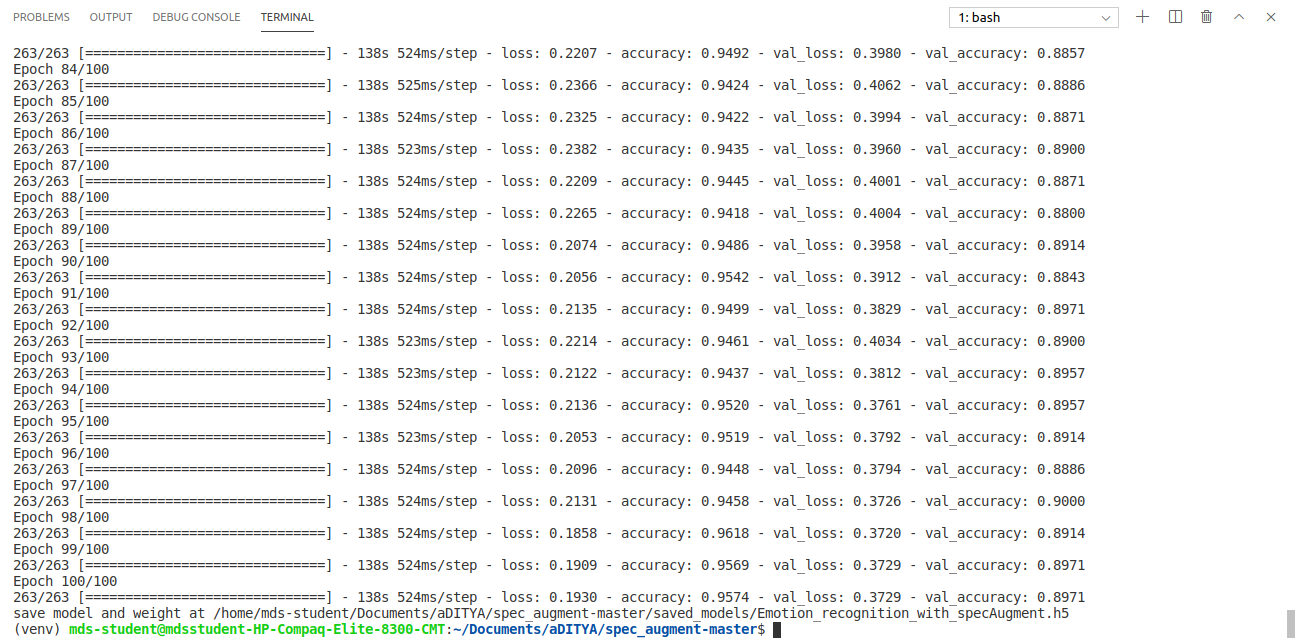 PROBLEMS OUTPUT DEBUG CONSOLE TERMINAL 1: bash
263/263 [==============================] - 138s 524ms/step - loss: 0.2207 - accuracy: 0.9492 - val_loss: 0.3980 - val_accuracy: 0.8857
Epoch 84/100
263/263 [==============================] - 138s 525ms/step - loss: 0.2366 - accuracy: 0.9424 - val_loss: 0.4062 - val_accuracy: 0.8886
Epoch 85/100
263/263 [==============================] - 138s 524ms/step - loss: 0.2325 - accuracy: 0.9422 - val_loss: 0.3994 - val_accuracy: 0.8871
Epoch 86/100
263/263 [==============================] - 138s 523ms/step - loss: 0.2382 - accuracy: 0.9435 - val_loss: 0.3960 - val_accuracy: 0.8900
Epoch 87/100
263/263 [==============================] - 138s 524ms/step - loss: 0.2209 - accuracy: 0.9445 - val_loss: 0.4001 - val_accuracy: 0.8871
Epoch 88/100
263/263 [==============================] - 138s 524ms/step - loss: 0.2265 - accuracy: 0.9418 - val_loss: 0.4004 - val_accuracy: 0.8800
Epoch 89/100
263/263 [==============================] - 138s 524ms/step - loss: 0.2074 - accuracy: 0.9486 - val_loss: 0.3958 - val_accuracy: 0.8914
Epoch 90/100
263/263 [==============================] - 138s 524ms/step - loss: 0.2056 - accuracy: 0.9542 - val_loss: 0.3912 - val_accuracy: 0.8843
Epoch 91/100
263/263 [==============================] - 138s 524ms/step - loss: 0.2135 - accuracy: 0.9499 - val_loss: 0.3829 - val_accuracy: 0.8971
Epoch 92/100
263/263 [==============================] - 138s 523ms/step - loss: 0.2214 - accuracy: 0.9461 - val_loss: 0.4034 - val_accuracy: 0.8900
Epoch 93/100
263/263 [==============================] - 138s 523ms/step - loss: 0.2122 - accuracy: 0.9437 - val_loss: 0.3812 - val_accuracy: 0.8957
Epoch 94/100
263/263 [==============================] - 138s 524ms/step - loss: 0.2136 - accuracy: 0.9520 - val_loss: 0.3761 - val_accuracy: 0.8957
Epoch 95/100
263/263 [==============================] - 138s 523ms/step - loss: 0.2053 - accuracy: 0.9519 - val_loss: 0.3792 - val_accuracy: 0.8914
Epoch 96/100
263/263 [==============================] - 138s 524ms/step - loss: 0.2096 - accuracy: 0.9448 - val_loss: 0.3794 - val_accuracy: 0.8886
Epoch 97/100
263/263 [==============================] - 138s 524ms/step - loss: 0.2131 - accuracy: 0.9458 - val_loss: 0.3726 - val_accuracy: 0.9000
Epoch 98/100
263/263 [==============================] - 138s 524ms/step - loss: 0.1858 - accuracy: 0.9618 - val_loss: 0.3720 - val_accuracy: 0.8914
Epoch 99/100
263/263 [==============================] - 138s 524ms/step - loss: 0.1909 - accuracy: 0.9569 - val_loss: 0.3729 - val_accuracy: 0.8971
Epoch 100/100
263/263 [==============================] - 138s 524ms/step - loss: 0.1930 - accuracy: 0.9574 - val_loss: 0.3729 - val_accuracy: 0.8971
save model and weight at /home/mds-student/Documents/aDITYA/spec_augment-master/saved_models/Emotion_recognition_with_specAugment.h5
(venv) mds-student@mdsstudent-HP-Compaq-Elite-8300-CMT:~/Documents/aDITYA/spec_augment-master$